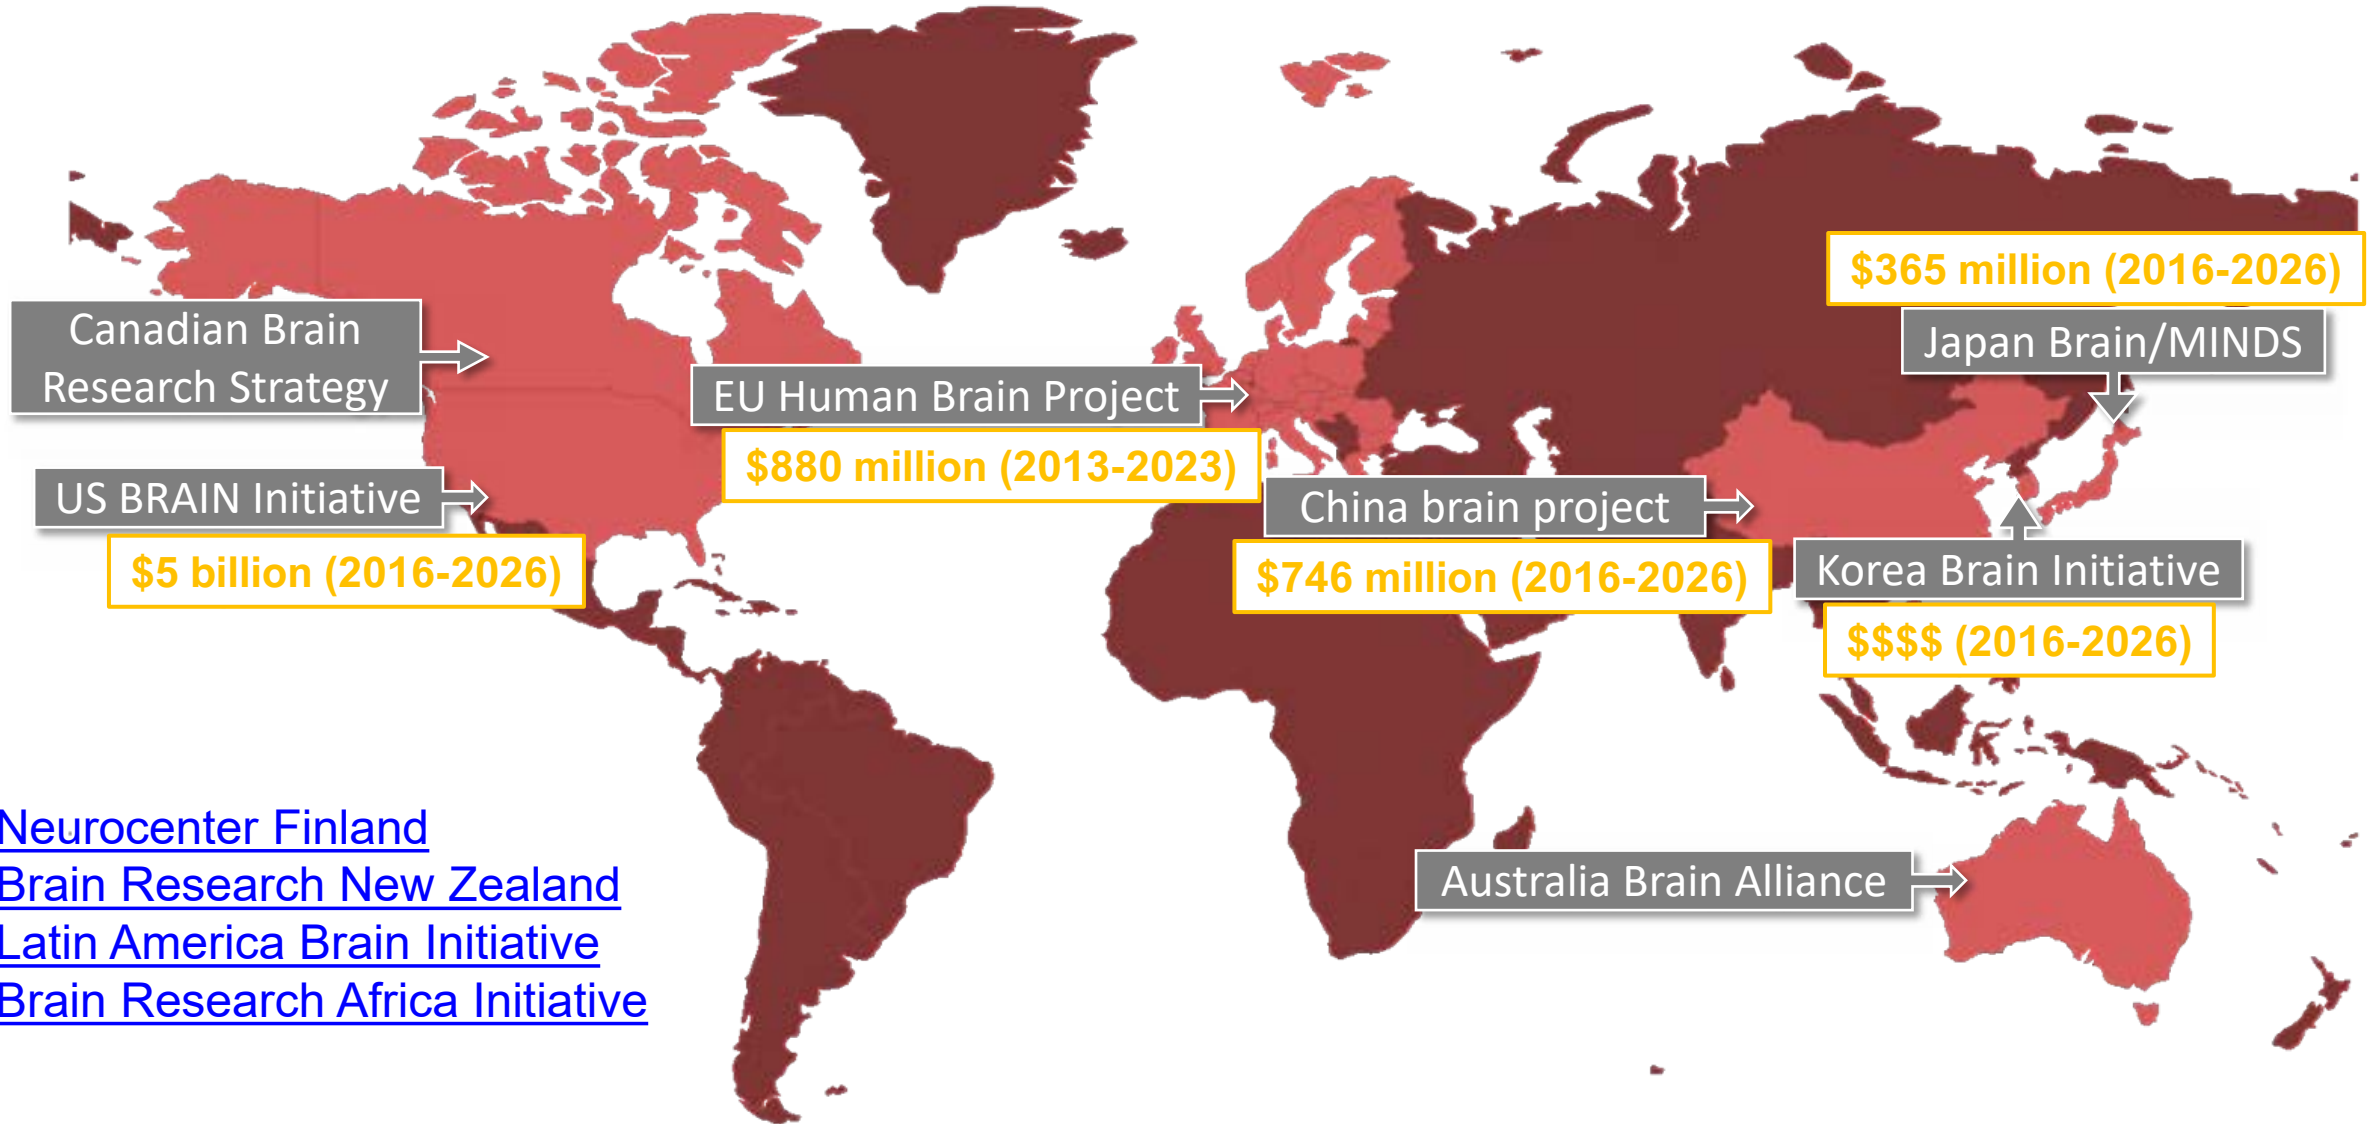 $365 million (2016-2026)
Canadian Brain
Research Strategy
Japan Brain/MINDS
EU Human Brain Project
$880 million (2013-2023)
US BRAIN Initiative
$5 billion (2016-2026)
China brain project
$746 million (2016-2026)
Korea Brain Initiative
$$$$ (2016-2026)
Australia Brain Alliance
Neurocenter Finland
Brain Research New Zealand
Latin America Brain Initiative
Brain Research Africa Initiative